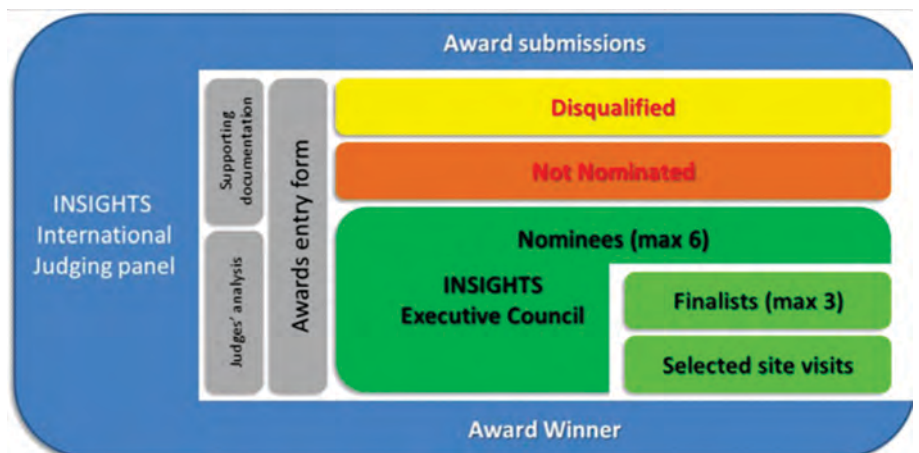 Award submissions
INSIGHTS
International
Judging panel
Supporting
documentation
Judges' analysis
Awards entry form
Disqualified
Not Nominated
Nominees (max 6)
INSIGHTS
Executive Council
Finalists (max 3)
Selected site visits
Award Winner